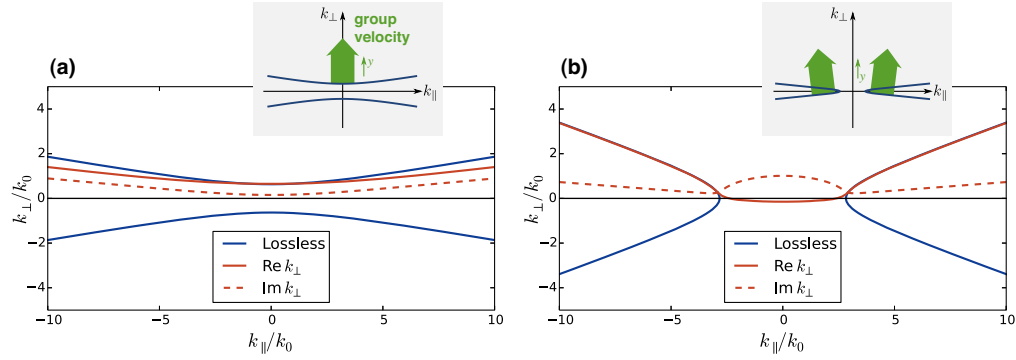 (a)
k⊥
group
velocity
y
k∥
4
2
0
−2
−4
k⊥/k0
Lossless
Re k⊥
Im k⊥
−10
−5
0
5
10
k∥/k0
(b)
k⊥
y
k∥
4
2
0
−2
−4
k⊥/k0
Lossless
Re k⊥
Im k⊥
−10
−5
0
5
10
k∥/k0